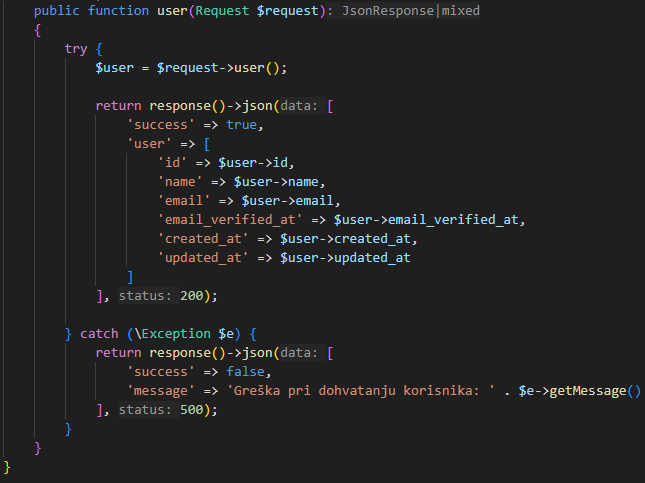 public function user(Request $request): JsonResponse|mixed
{
try {
$user = $request->user();
return response()->json(data: [
'success' => true,
'user' => [
'id' => $user->id,
'name' => $user->name,
'email' => $user->email,
'email_verified_at' => $user->email_verified_at,
'created_at' => $user->created_at,
'updated_at' => $user->updated_at
]
], status: 200);
} catch (\Exception $e) {
return response()->json(data: [
'success' => false,
'message' => 'Greška pri dohvatanju korisnika: ' . $e->getMessage()
], status: 500);
}
}
}